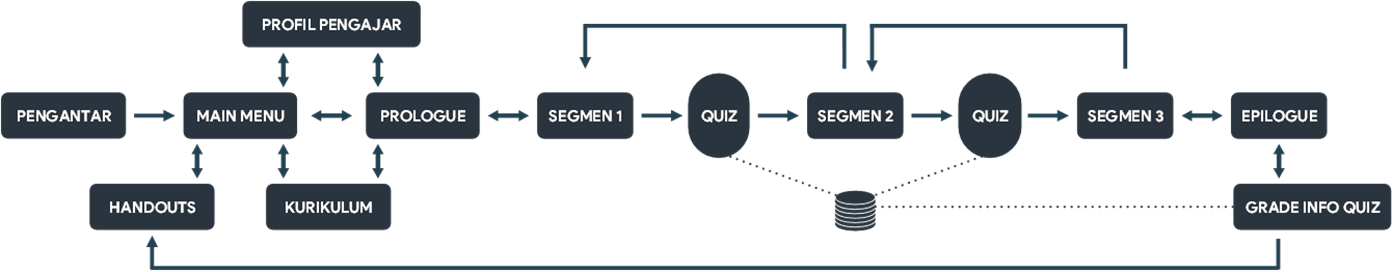 PROFIL PENGAJAR
PENGANTAR
MAIN MENU
PROLOGUE
SEGMEN 1
QUIZ
SEGMEN 2
QUIZ
SEGMEN 3
EPILOGUE
HANDOUTS
KURIKULUM
GRADE INFO QUIZ